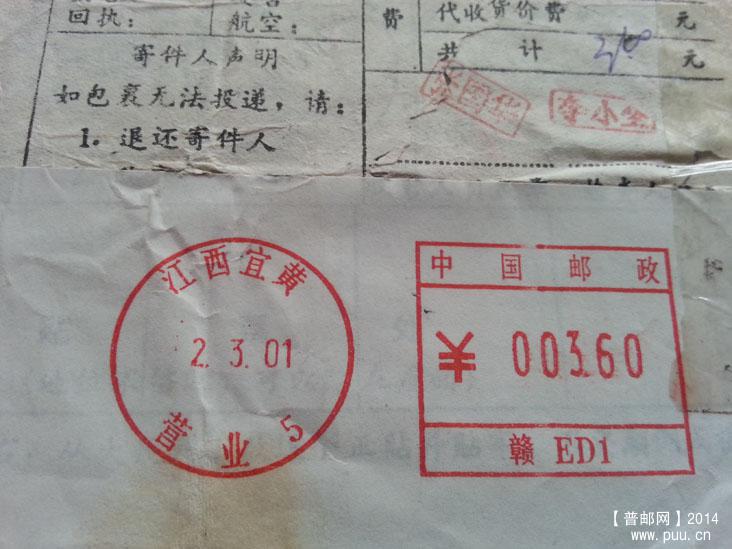 回执：
航空：
费
代收货价费 元
共 计 元
寄件人声明
如包裹无法投递，请：
1. 退还寄件人
李小生
江西宜黄
2. 3. 01
营业 5
中国邮政
¥ 003.60
赣 ED1
【普邮网】2014
www.puu.cn